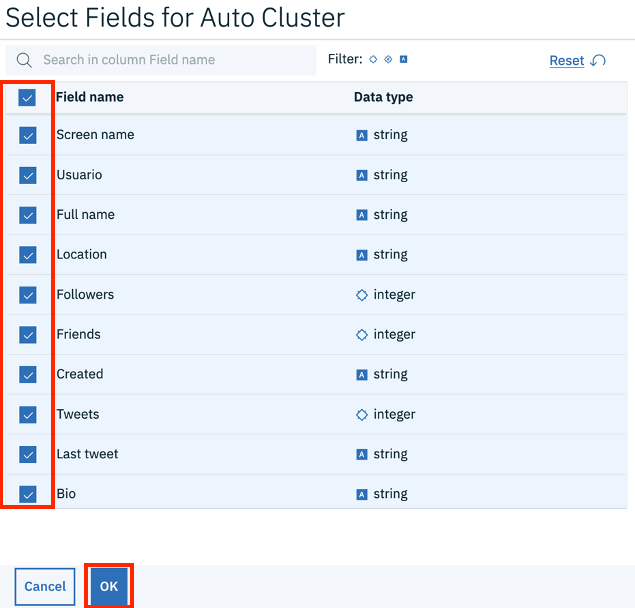 Select Fields for Auto Cluster
Search in column Field name Filter: A Reset
Field name Data type
Screen name A string
Usuario A string
Full name A string
Location A string
Followers integer
Friends integer
Created A string
Tweets integer
Last tweet A string
Bio A string
Cancel OK